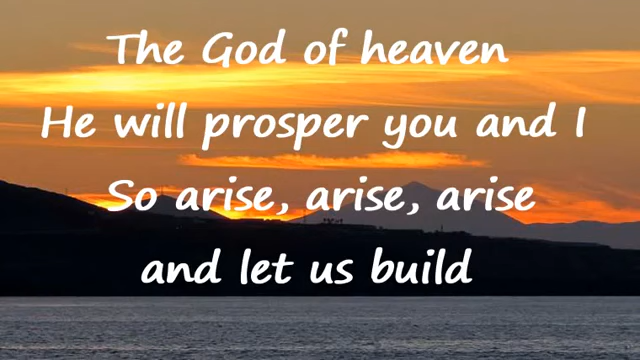 The God of heaven
He will prosper you and I
So arise, arise, arise
and let us build